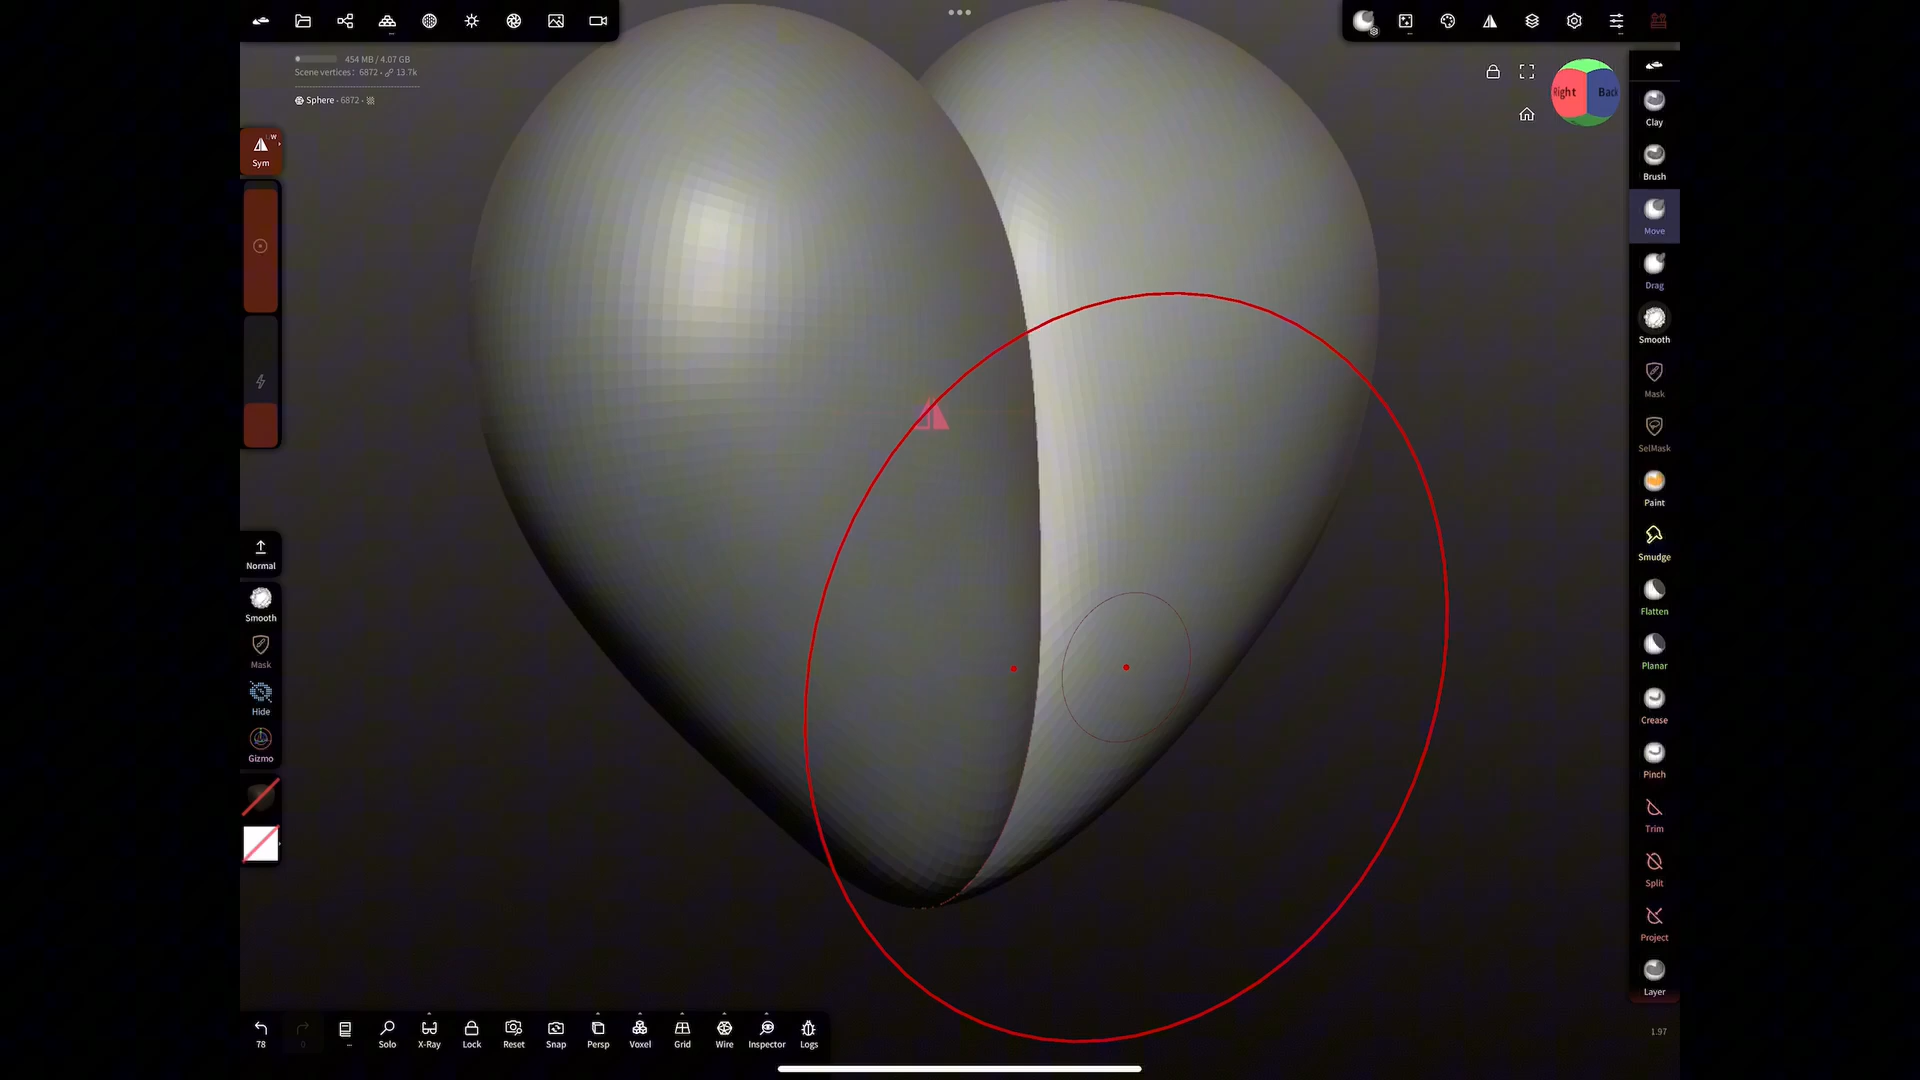 454 MB / 4.07 GB
Scene vertices: 6872 • 13.7k
Sphere • 6872 •
Right
Back
W
Sym
Normal
Smooth
Mask
Hide
Gizmo
Clay
Brush
Move
Drag
Smooth
Mask
SelMask
Paint
Smudge
Flatten
Planar
Crease
Pinch
Trim
Split
Project
Layer
78
0
...
Solo
X-Ray
Lock
Reset
Snap
Persp
Voxel
Grid
Wire
Inspector
Logs
1.97